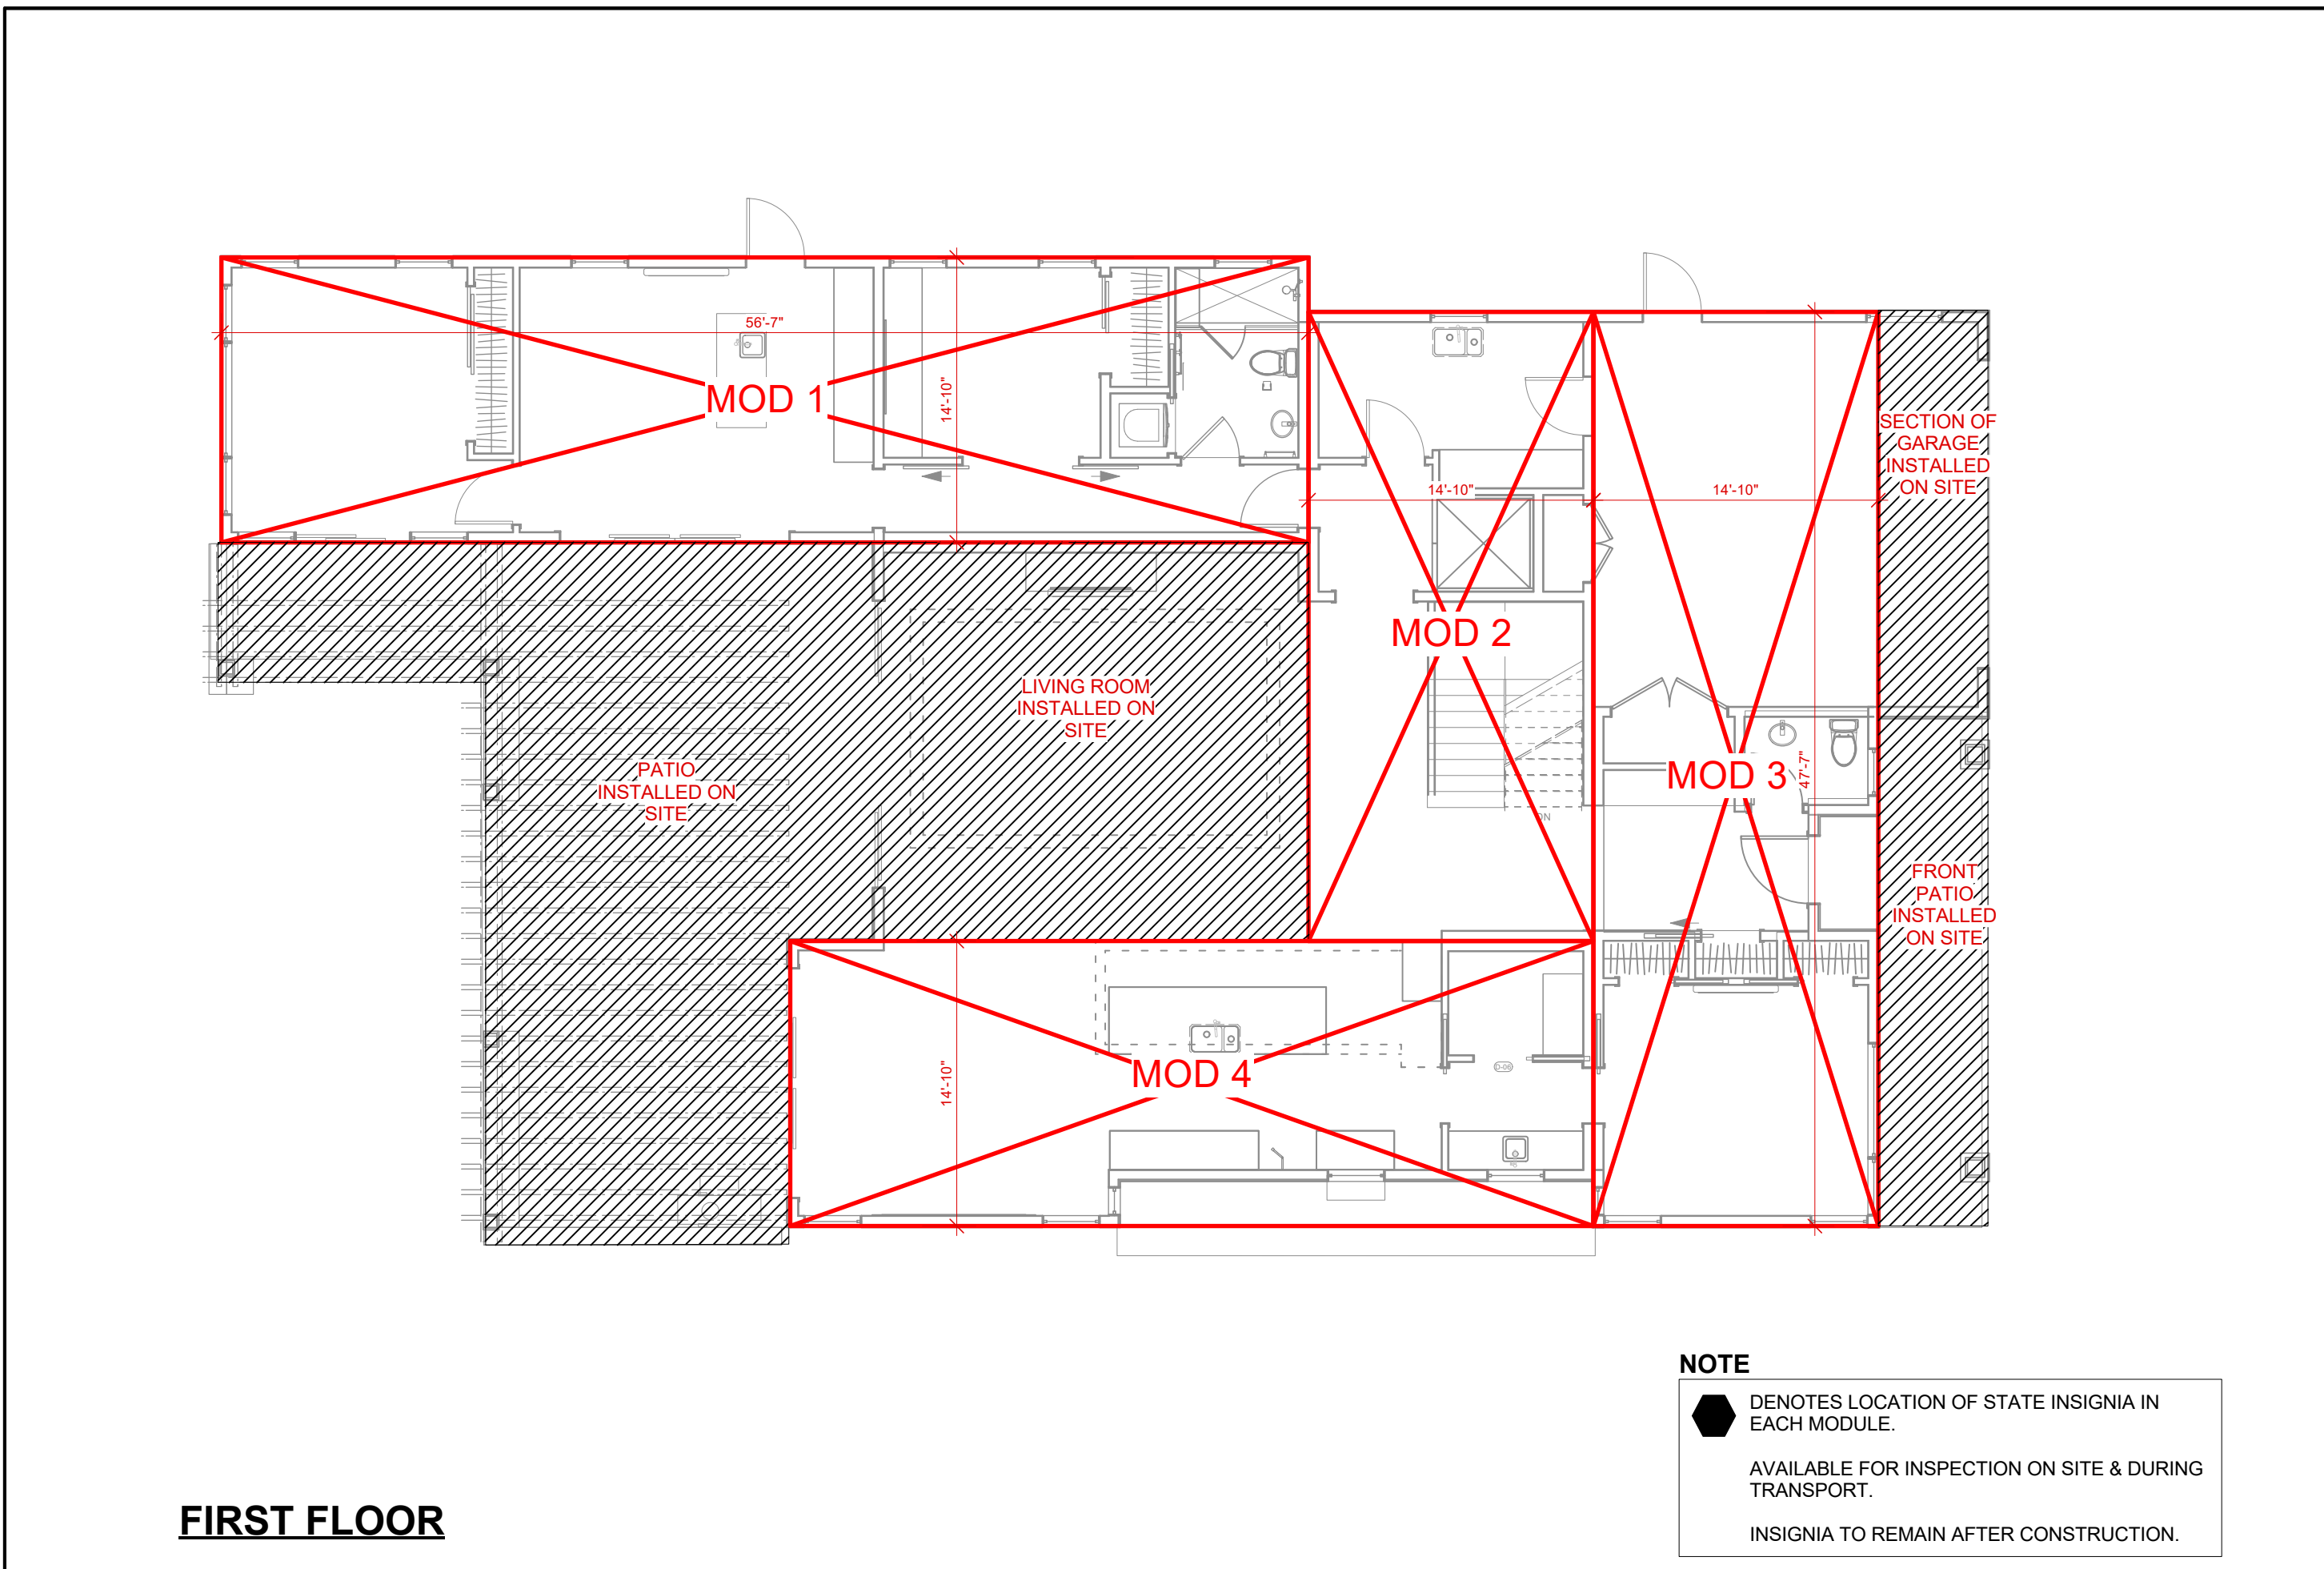 56'-7"
MOD 1
14'-10"
SECTION OF
GARAGE
INSTALLED
ON SITE
14'-10"
14'-10"
MOD 2
LIVING ROOM
INSTALLED ON
SITE
PATIO
INSTALLED ON
SITE
MOD 3
47'-7"
DN
FRONT
PATIO
INSTALLED
ON SITE
MOD 4
14'-10"
D-06
NOTE
DENOTES LOCATION OF STATE INSIGNIA IN
EACH MODULE.
AVAILABLE FOR INSPECTION ON SITE & DURING
TRANSPORT.
INSIGNIA TO REMAIN AFTER CONSTRUCTION.
FIRST FLOOR